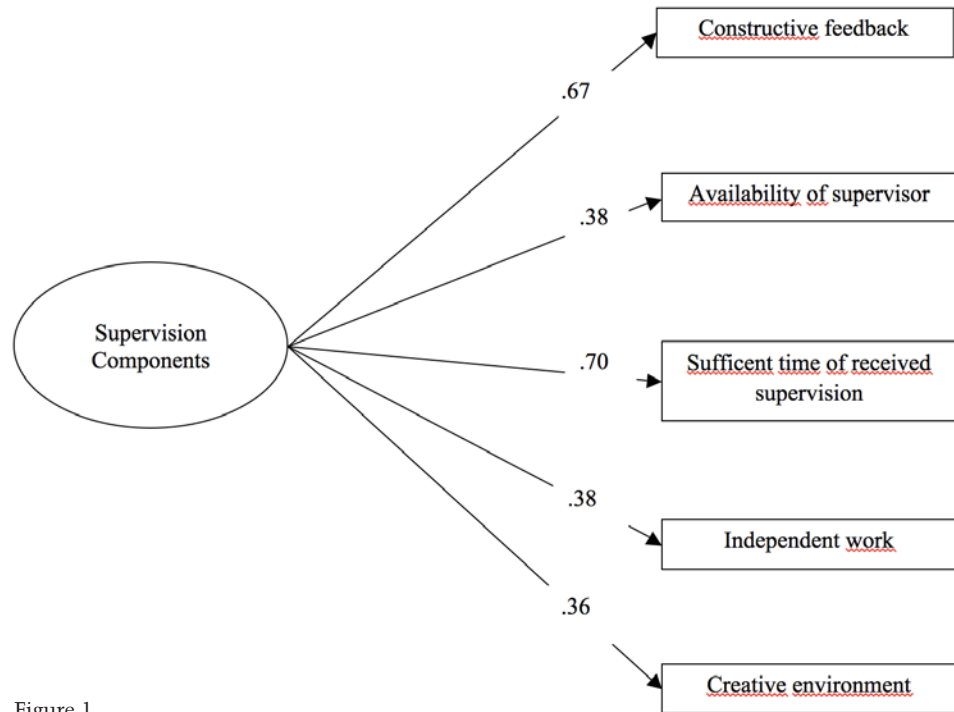 Constructive feedback
.67
Availability of supervisor
.38
Supervision
Components
.70
Sufficent time of received
supervision
.38
Independent work
.36
Creative environment
Figure 1